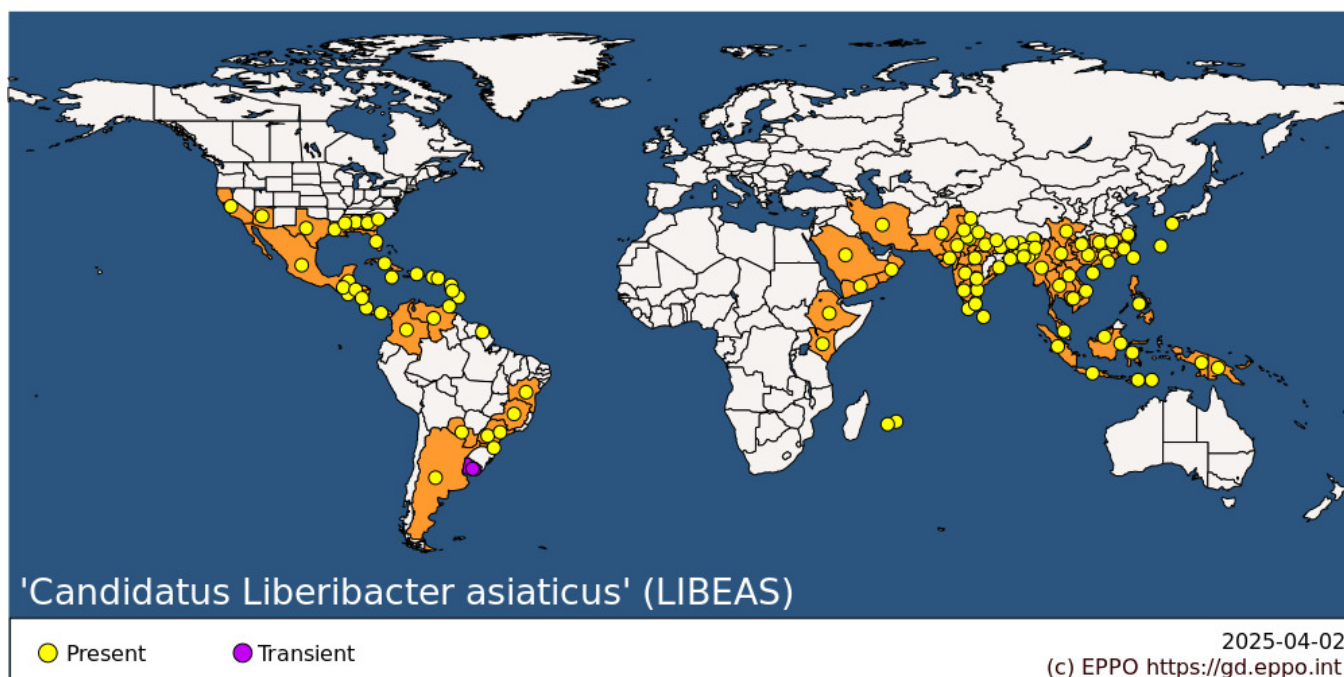 'Candidatus Liberibacter asiaticus' (LIBEAS)
Present
Transient
2025-04-02
(c) EPPO https://gd.eppo.int